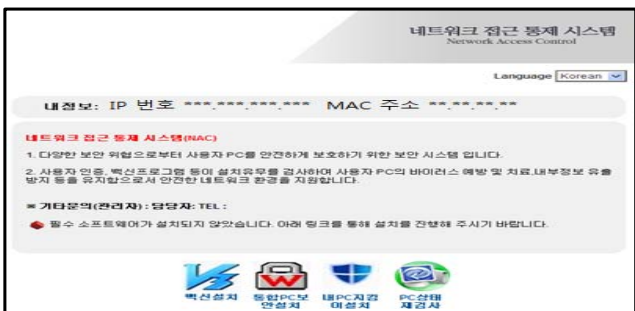 네트워크 접근 통제 시스템
Network Access Control
Language Korean
내정보: IP 번호 ***.***.***.*** MAC 주소 **.**.**.**
네트워크 접근 통제 시스템(NAC)
1. 다양한 보안 위협으로부터 사용자 PC를 안전하게 보호하기 위한 보안 시스템 입니다.
2. 사용자 인증, 백신프로그램 등이 설치유무를 검사하며 사용자 PC의 바이러스 예방 및 치료,내부정보 유출
방지 등을 유지함으로서 안전한 네트워크 환경을 지원합니다.
※ 기타문의(관리자) : 담당자: TEL :
필수 소프트웨어가 설치되지 않았습니다. 아래 링크를 통해 설치를 진행해 주시기 바랍니다.
백신설치 통합PC보안설치 내PC지킴이설치 PC상태재검사